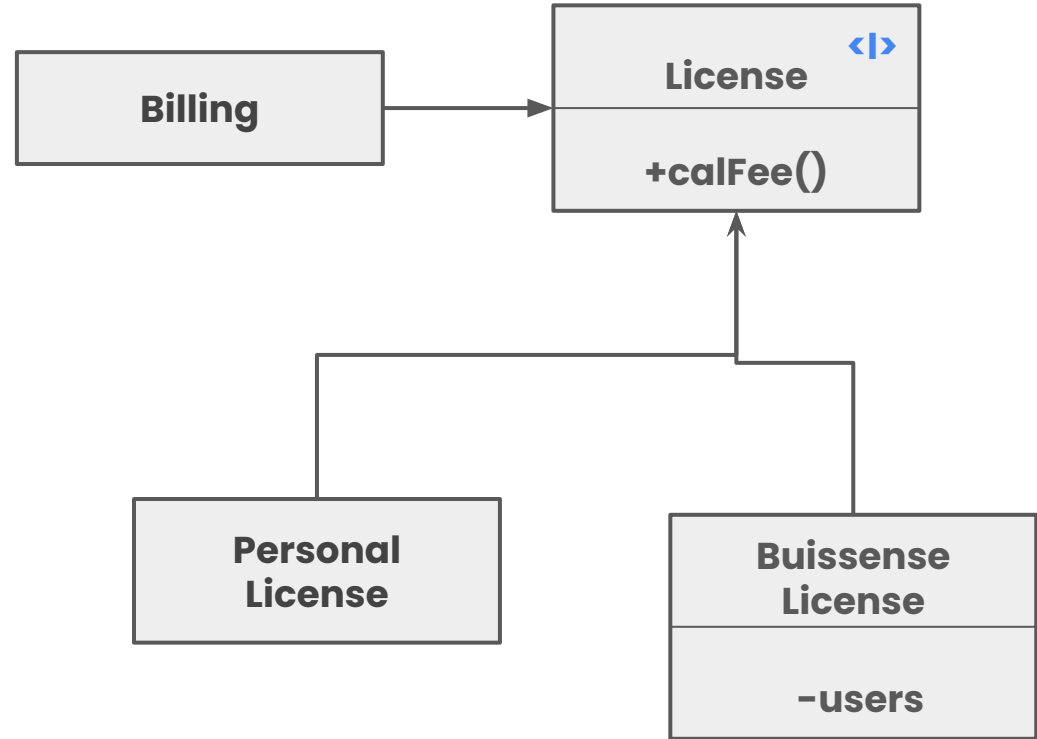 Billing
<I>
License
+calFee()
Personal
License
Buissense
License
-users